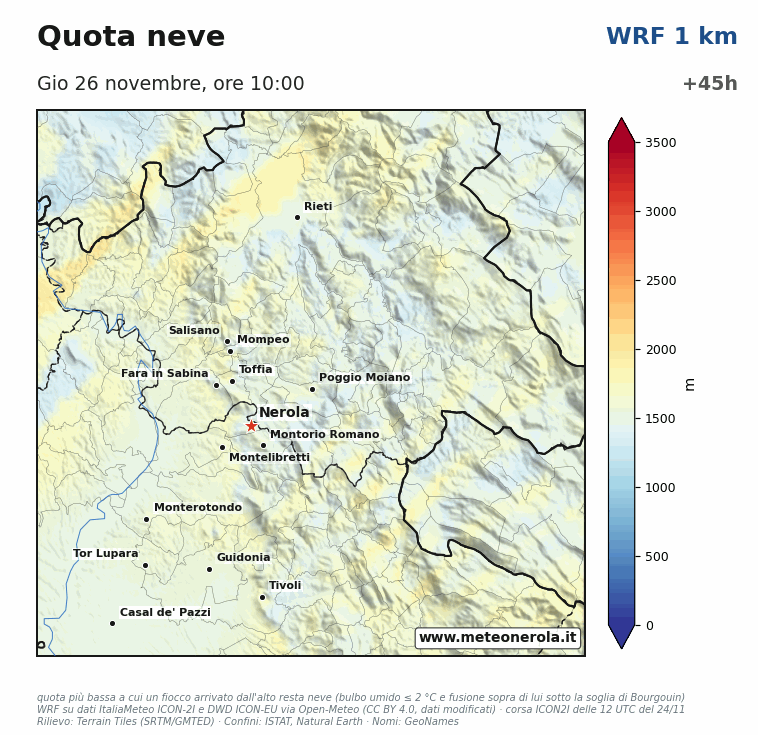 Quota neve
WRF 1 km
Gio 26 novembre, ore 10:00
+45h
Rieti
Salisano
Mompeo
Fara in Sabina
Toffia
Poggio Moiano
Nerola
Montorio Romano
Montelibretti
Monterotondo
Tor Lupara
Guidonia
Tivoli
Casal de' Pazzi
www.meteonerola.it
3500
3000
2500
2000
1500
1000
500
0
m
quota più bassa a cui un fiocco arrivato dall'alto resta neve (bulbo umido ≤ 2 °C e fusione sopra di lui sotto la soglia di Bourgouin)
WRF su dati ItaliaMeteo ICON-2I e DWD ICON-EU via Open-Meteo (CC BY 4.0, dati modificati) · corsa ICON2I delle 12 UTC del 24/11
Rilievo: Terrain Tiles (SRTM/GMTED) · Confini: ISTAT, Natural Earth · Nomi: GeoNames